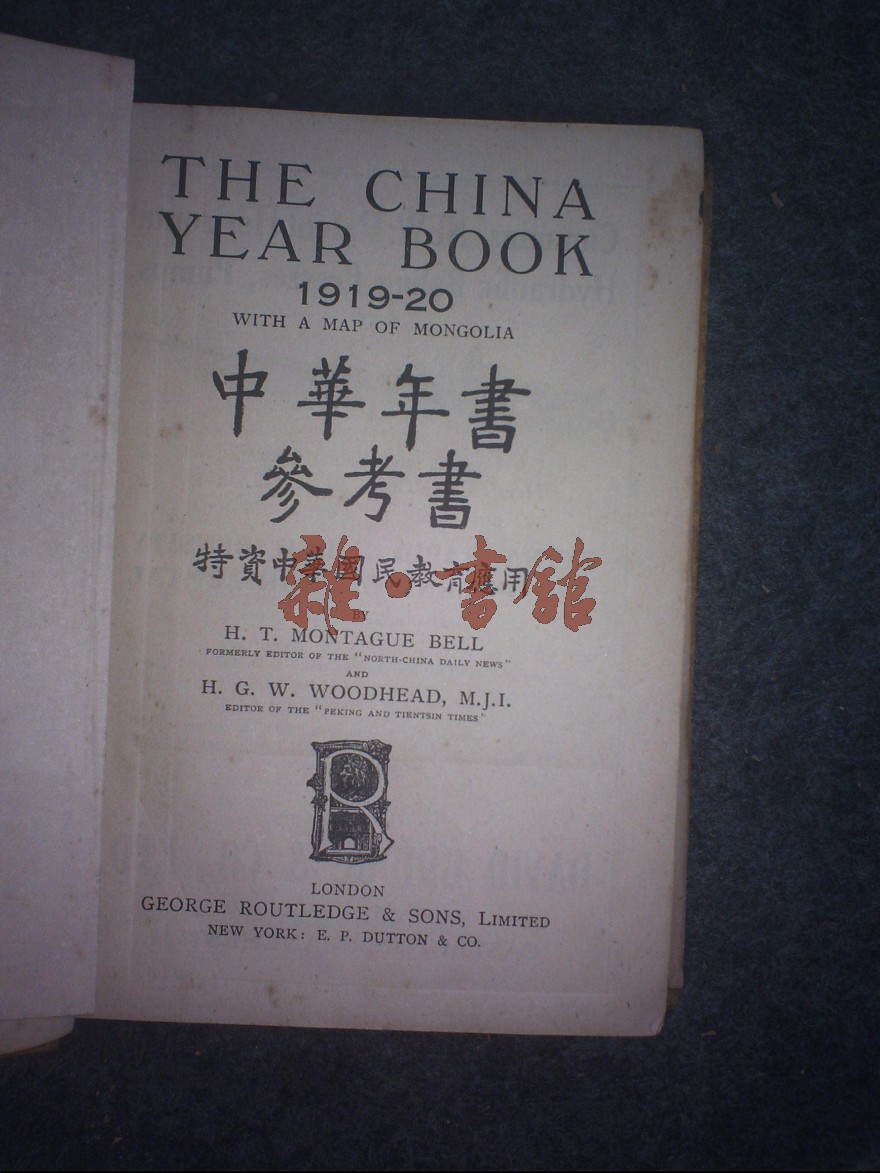 THE CHINA
YEAR BOOK
1919-20
WITH A MAP OF MONGOLIA
中華年書
參考書
特資中華國民教育應用
雜·書館
BY
H. T. MONTAGUE BELL
FORMERLY EDITOR OF THE "NORTH-CHINA DAILY NEWS"
AND
H. G. W. WOODHEAD, M.J.I.
EDITOR OF THE "PEKING AND TIENTSIN TIMES"
R
LONDON
GEORGE ROUTLEDGE & SONS, LIMITED
NEW YORK: E. P. DUTTON & CO.